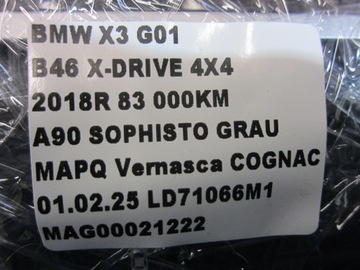 BMW X3 G01
B46 X-DRIVE 4X4
2018R 83 000KM
A90 SOPHISTO GRAU
MAPQ Vernasca COGNAC
01.02.25 LD71066M1
MAG00021222